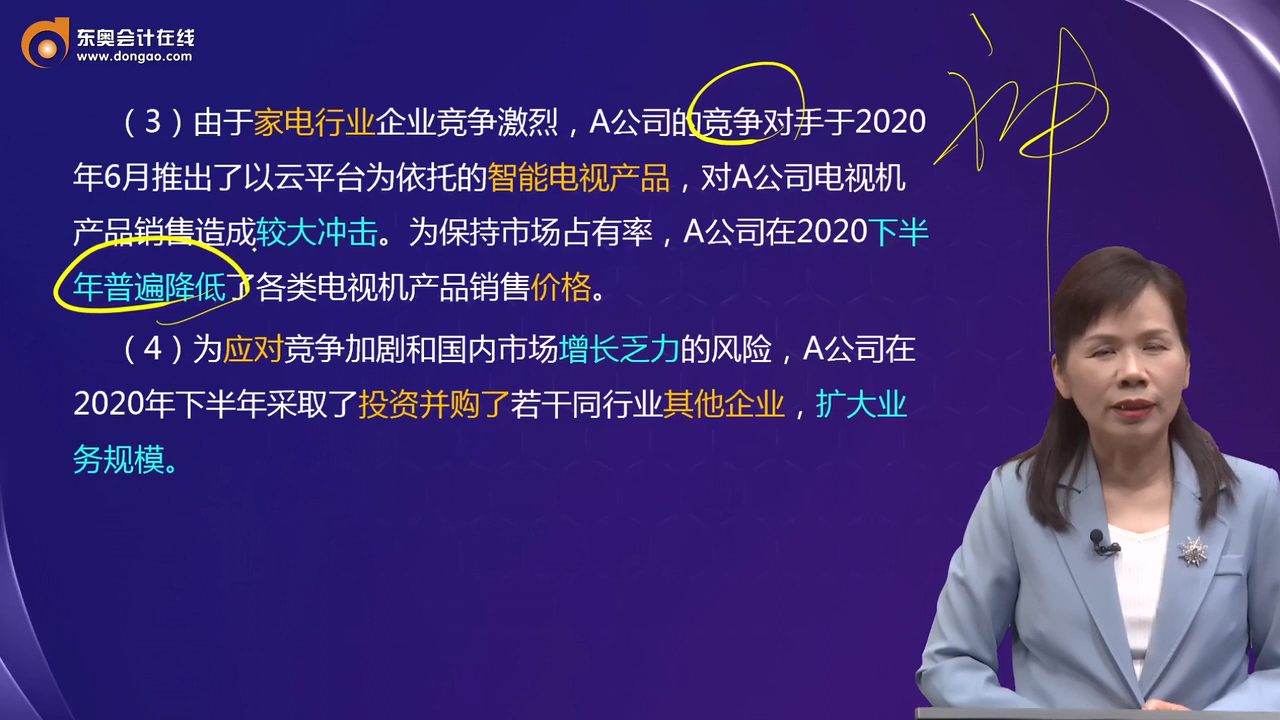 东奥会计在线
www.dongao.com
（3）由于家电行业企业竞争激烈，A公司的竞争对手于2020
年6月推出了以云平台为依托的智能电视产品，对A公司电视机
产品销售造成较大冲击。为保持市场占有率，A公司在2020下半
年普遍降低了各类电视机产品销售价格。
（4）为应对竞争加剧和国内市场增长乏力的风险，A公司在
2020年下半年采取了投资并购了若干同行业其他企业，扩大业
务规模。